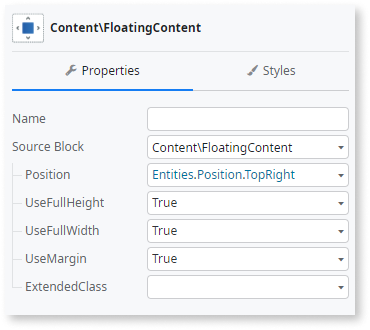 Content\FloatingContent
Properties
Styles
Name
Source Block Content\FloatingContent
Position Entities.Position.TopRight
UseFullHeight True
UseFullWidth True
UseMargin True
ExtendedClass